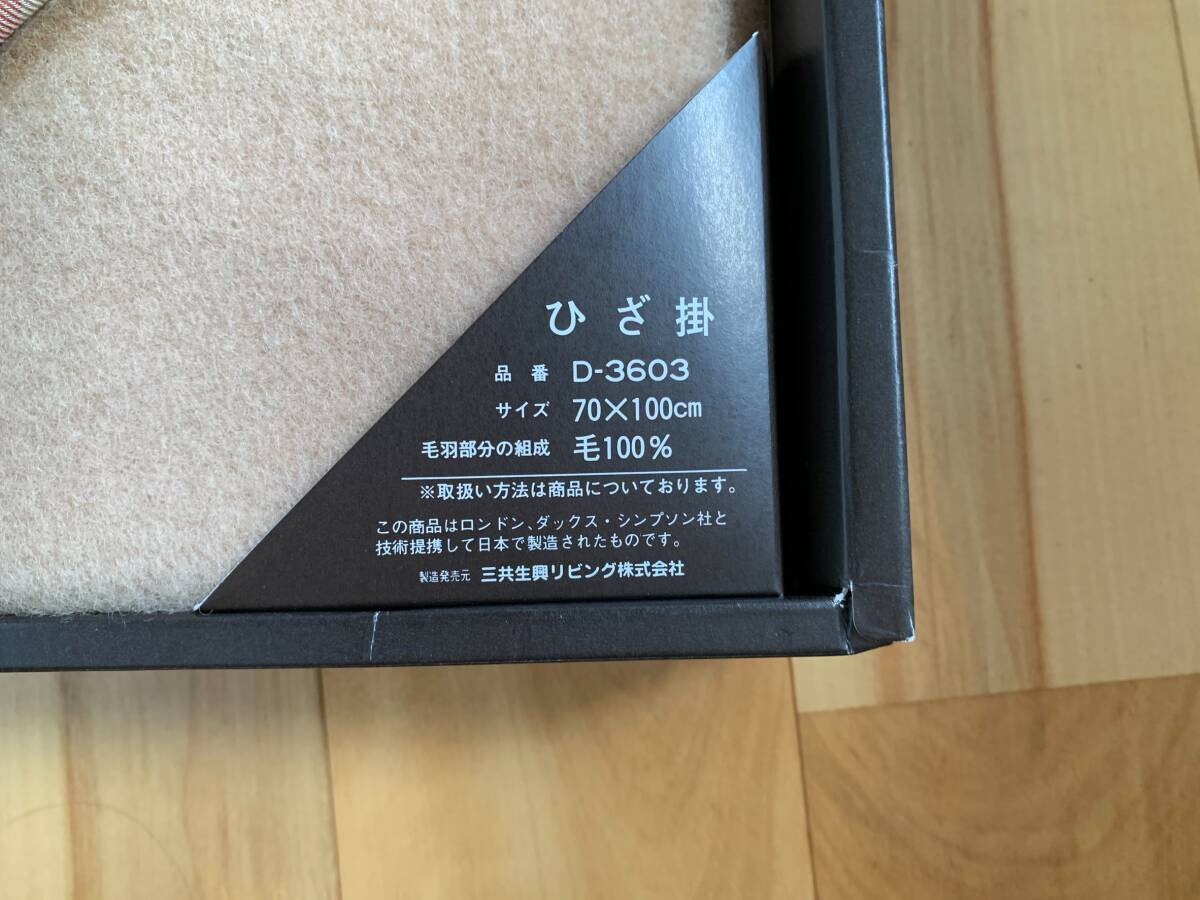 ひざ掛
品番 D-3603
サイズ 70×100cm
毛羽部分の組成 毛100%
※取扱い方法は商品についております。
この商品はロンドン、ダックス・シンプソン社と
技術提携して日本で製造されたものです。
製造発売元 三共生興リビング株式会社